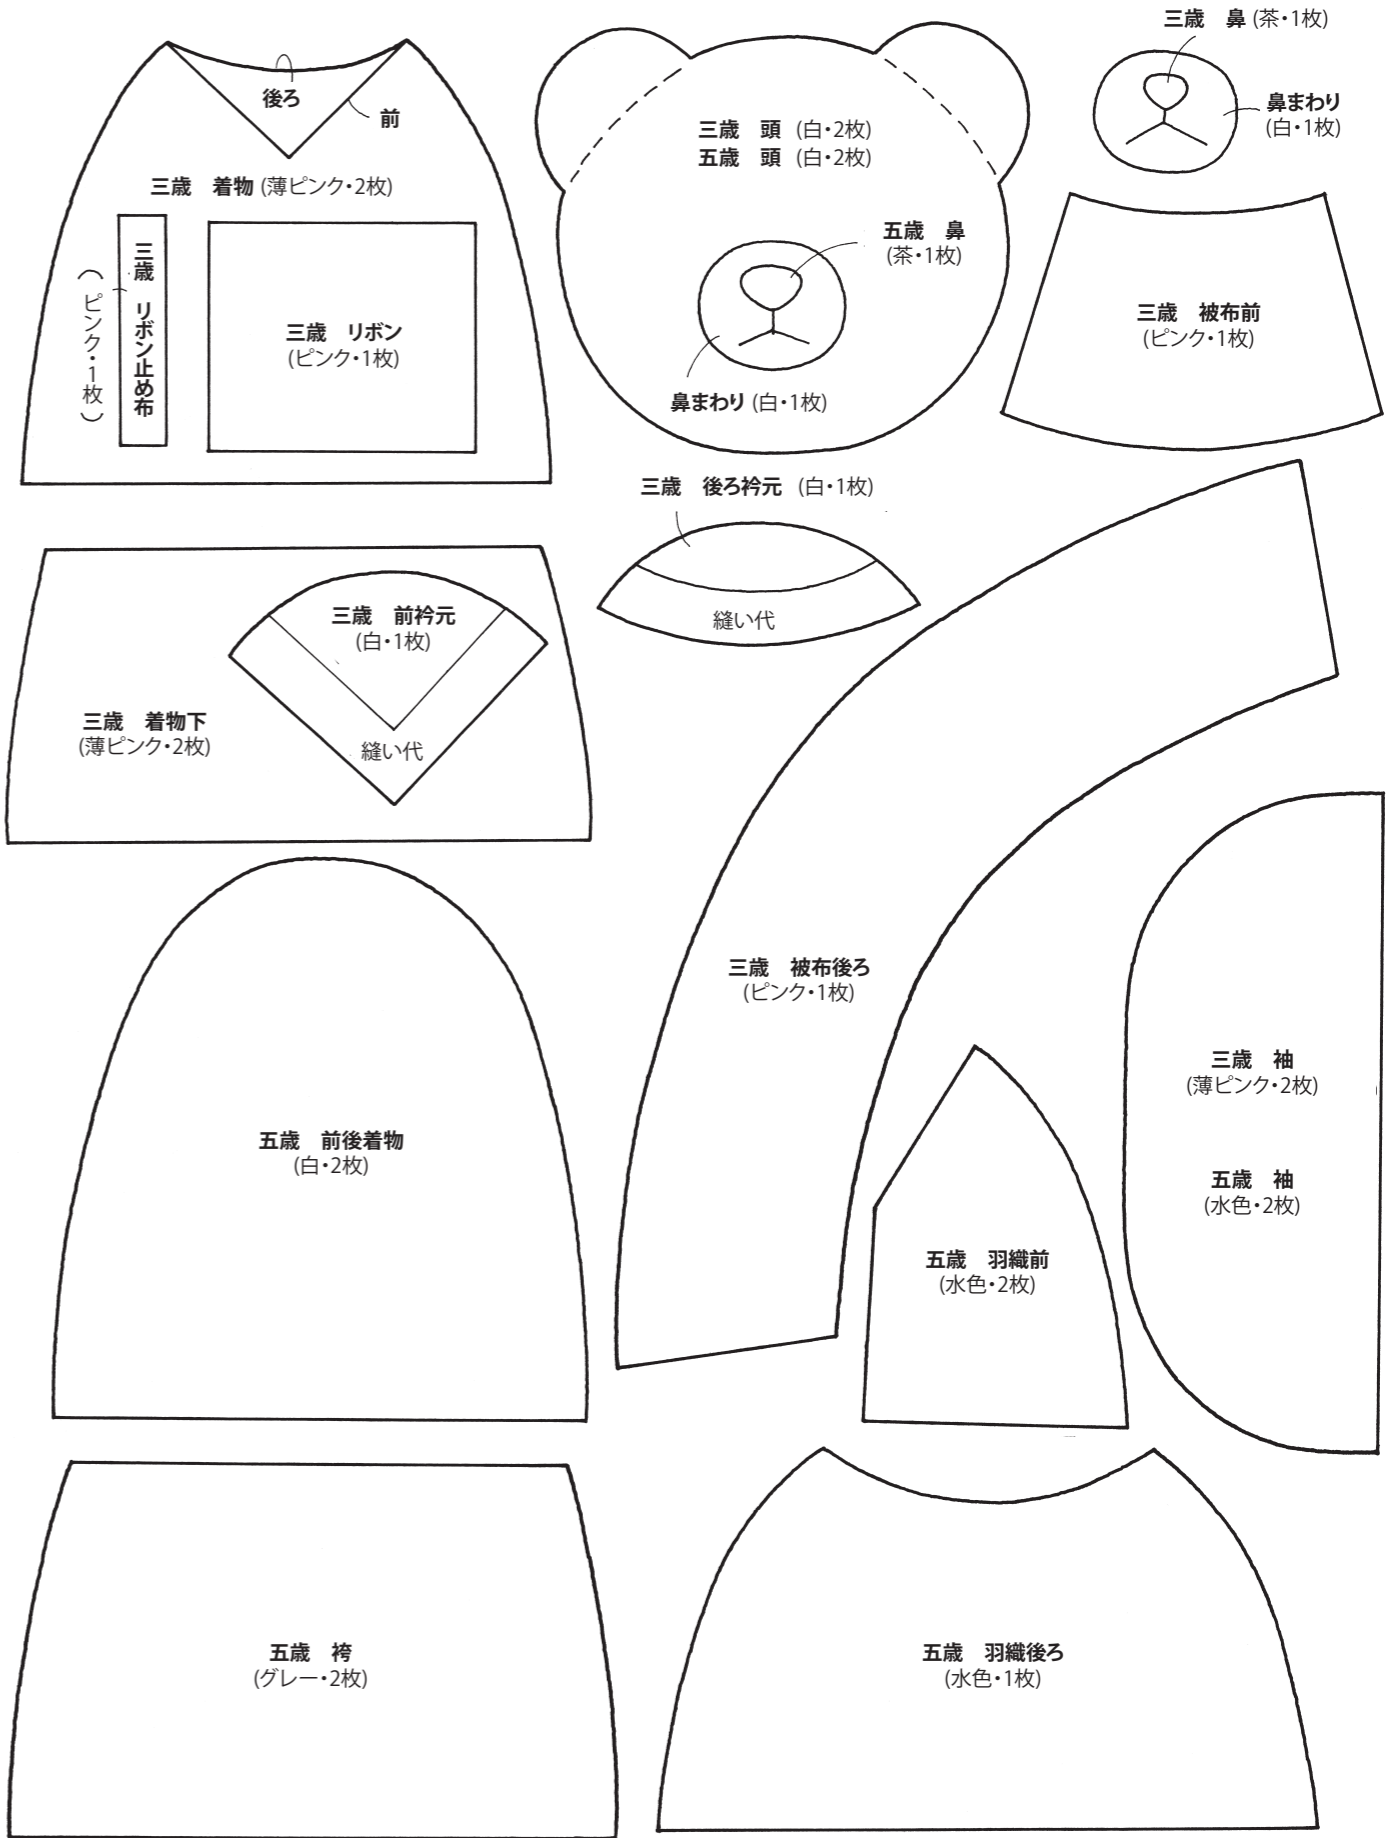 後ろ
前
三歳　着物 (薄ピンク・2枚)
三歳　リボン止め布
(ピンク・1枚)
三歳　リボン
(ピンク・1枚)
三歳　頭 (白・2枚)
五歳　頭 (白・2枚)
五歳　鼻
(茶・1枚)
鼻まわり (白・1枚)
三歳　鼻 (茶・1枚)
鼻まわり
(白・1枚)
三歳　被布前
(ピンク・1枚)
三歳　後ろ衿元 (白・1枚)
縫い代
三歳　前衿元
(白・1枚)
縫い代
三歳　着物下
(薄ピンク・2枚)
三歳　被布後ろ
(ピンク・1枚)
三歳　袖
(薄ピンク・2枚)
五歳　袖
(水色・2枚)
五歳　前後着物
(白・2枚)
五歳　羽織前
(水色・2枚)
五歳　袴
(グレー・2枚)
五歳　羽織後ろ
(水色・1枚)